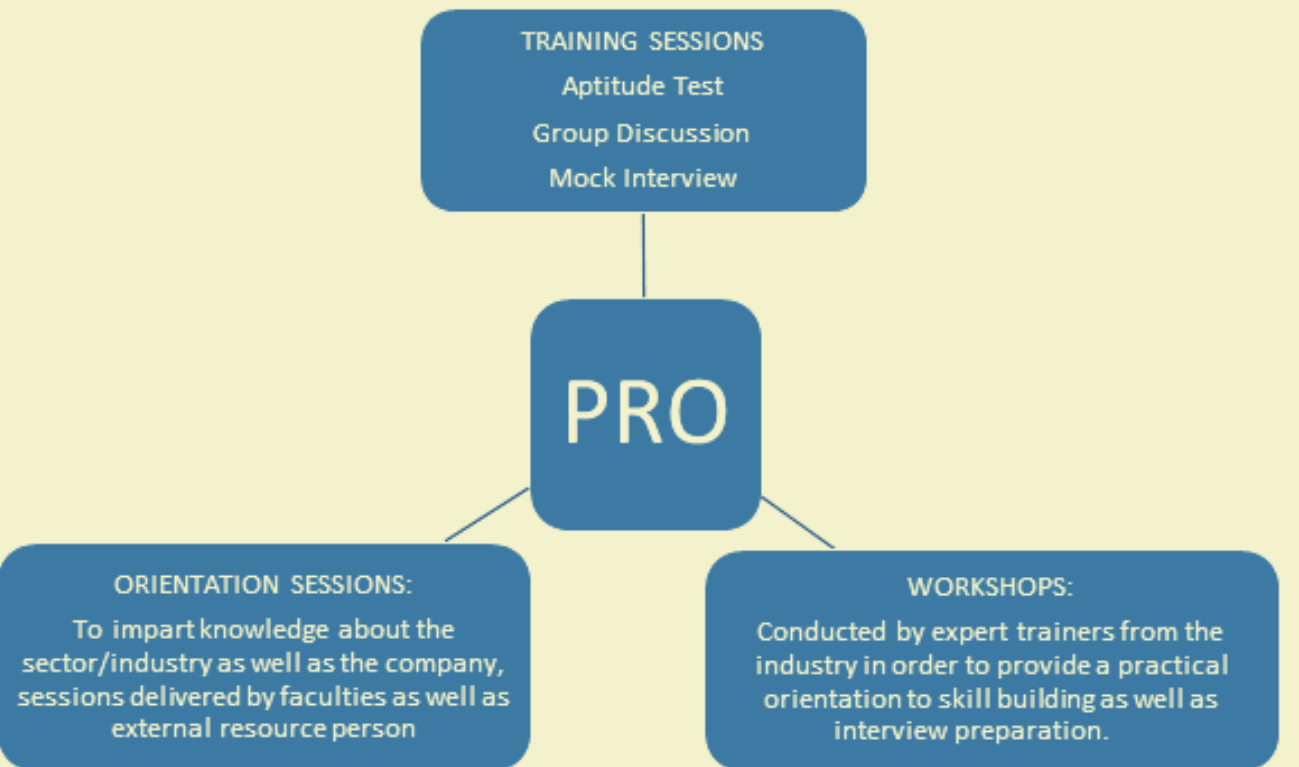 TRAINING SESSIONS
Aptitude Test
Group Discussion
Mock Interview
PRO
ORIENTATION SESSIONS:
To impart knowledge about the
sector/industry as well as the company,
sessions delivered by faculties as well as
external resource person
WORKSHOPS:
Conducted by expert trainers from the
industry in order to provide a practical
orientation to skill building as well as
interview preparation.